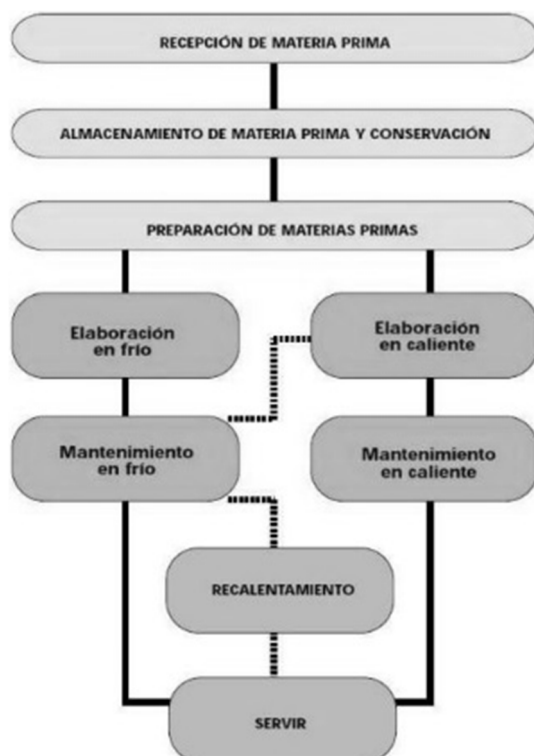 RECEPCIÓN DE MATERIA PRIMA
ALMACENAMIENTO DE MATERIA PRIMA Y CONSERVACIÓN
PREPARACIÓN DE MATERIAS PRIMAS
Elaboración
en frío
Elaboración
en caliente
Mantenimiento
en frío
Mantenimiento
en caliente
RECALENTAMIENTO
SERVIR